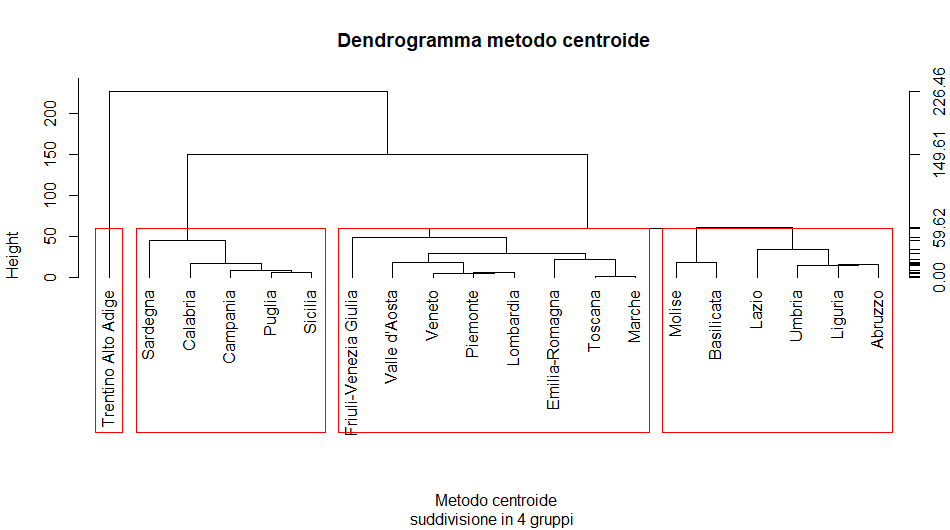 Dendrogramma metodo centroide
Height
0
50
100
150
200
0.00
59.62
149.61
226.46
Trentino Alto Adige
Sardegna
Calabria
Campania
Puglia
Sicilia
Friuli-Venezia Giulia
Valle d'Aosta
Veneto
Piemonte
Lombardia
Emilia-Romagna
Toscana
Marche
Molise
Basilicata
Lazio
Umbria
Liguria
Abruzzo
Metodo centroide
suddivisione in 4 gruppi